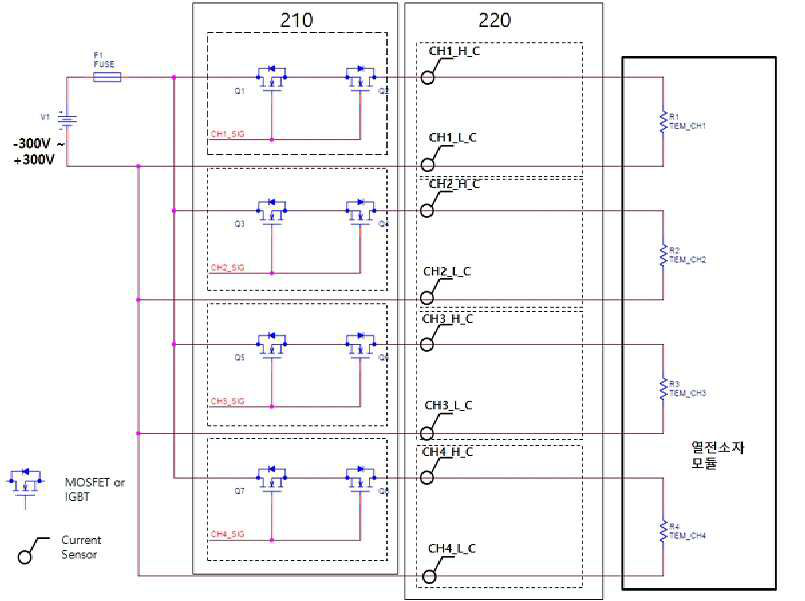 210
220
F1
FUSE
V1
-300V ~
+300V
Q1
Q2
CH1_SIG
CH1_H_C
CH1_L_C
R1
TEM_CH1
Q3
Q4
CH2_SIG
CH2_H_C
CH2_L_C
R2
TEM_CH2
Q5
CH3_SIG
CH3_H_C
CH3_L_C
R3
TEM_CH3
Q7
CH4_SIG
CH4_H_C
CH4_L_C
R4
TEM_CH4
열전소자
모듈
MOSFET or
IGBT
Current
Sensor